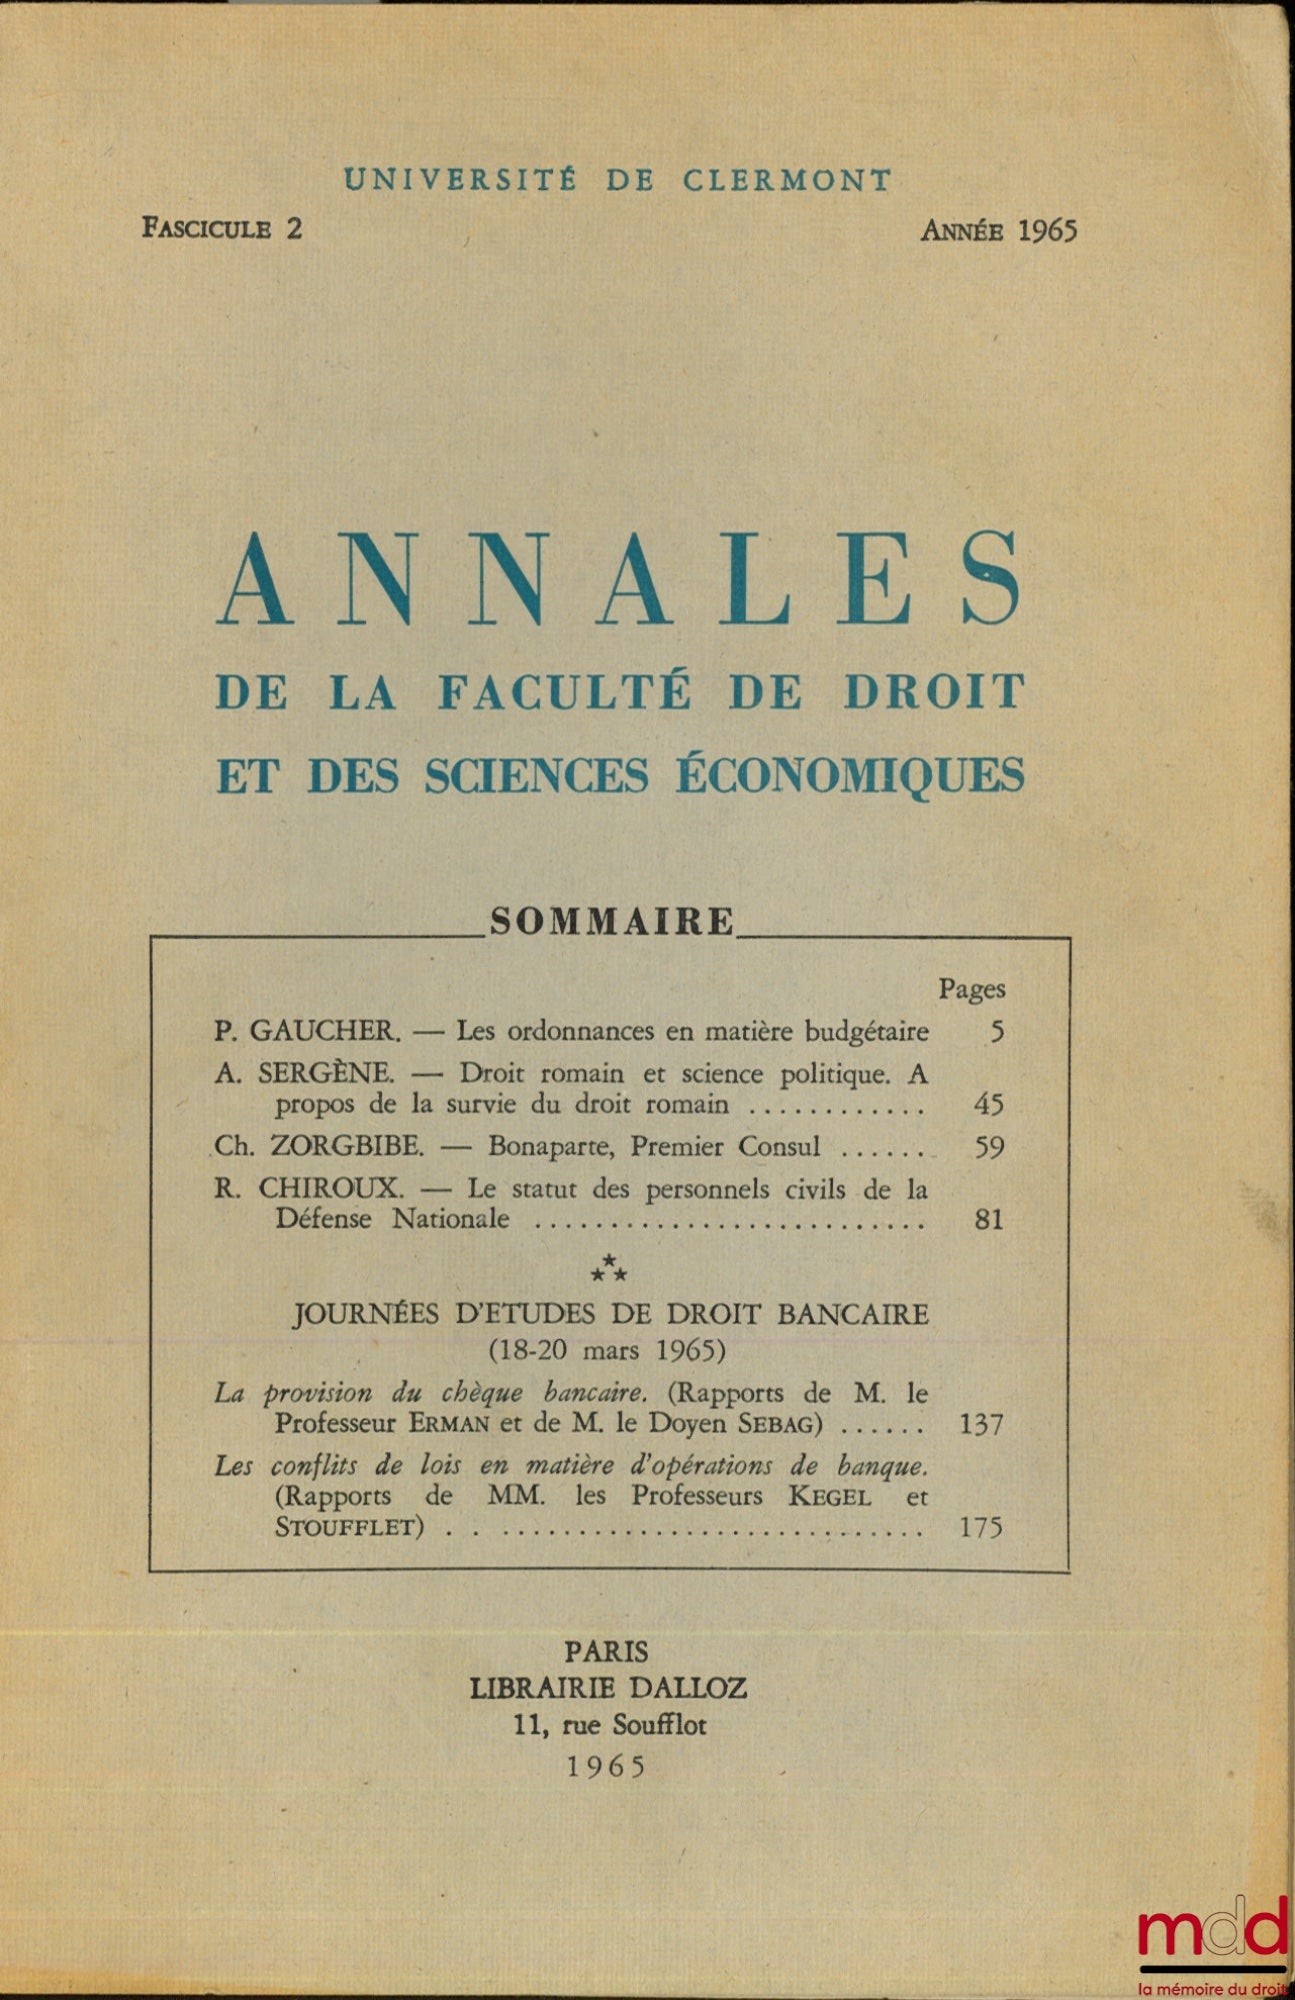 UNIVERSITÉ DE CLERMONT
FASCICULE 2 ANNÉE 1965
ANNALES
DE LA FACULTÉ DE DROIT
ET DES SCIENCES ÉCONOMIQUES
SOMMAIRE
Pages
P. GAUCHER. — Les ordonnances en matière budgétaire 5
A. SERGÈNE. — Droit romain et science politique. A
propos de la survie du droit romain ............ 45
Ch. ZORGBIBE. — Bonaparte, Premier Consul ...... 59
R. CHIROUX. — Le statut des personnels civils de la
Défense Nationale .......................... 81
★
★ ★
JOURNÉES D'ETUDES DE DROIT BANCAIRE
(18-20 mars 1965)
La provision du chèque bancaire. (Rapports de M. le
Professeur ERMAN et de M. le Doyen SEBAG) ...... 137
Les conflits de lois en matière d'opérations de banque.
(Rapports de MM. les Professeurs KEGEL et
STOUFFLET) . . ............................ 175
PARIS
LIBRAIRIE DALLOZ
11, rue Soufflot
1965
mdd
la mémoire du droit